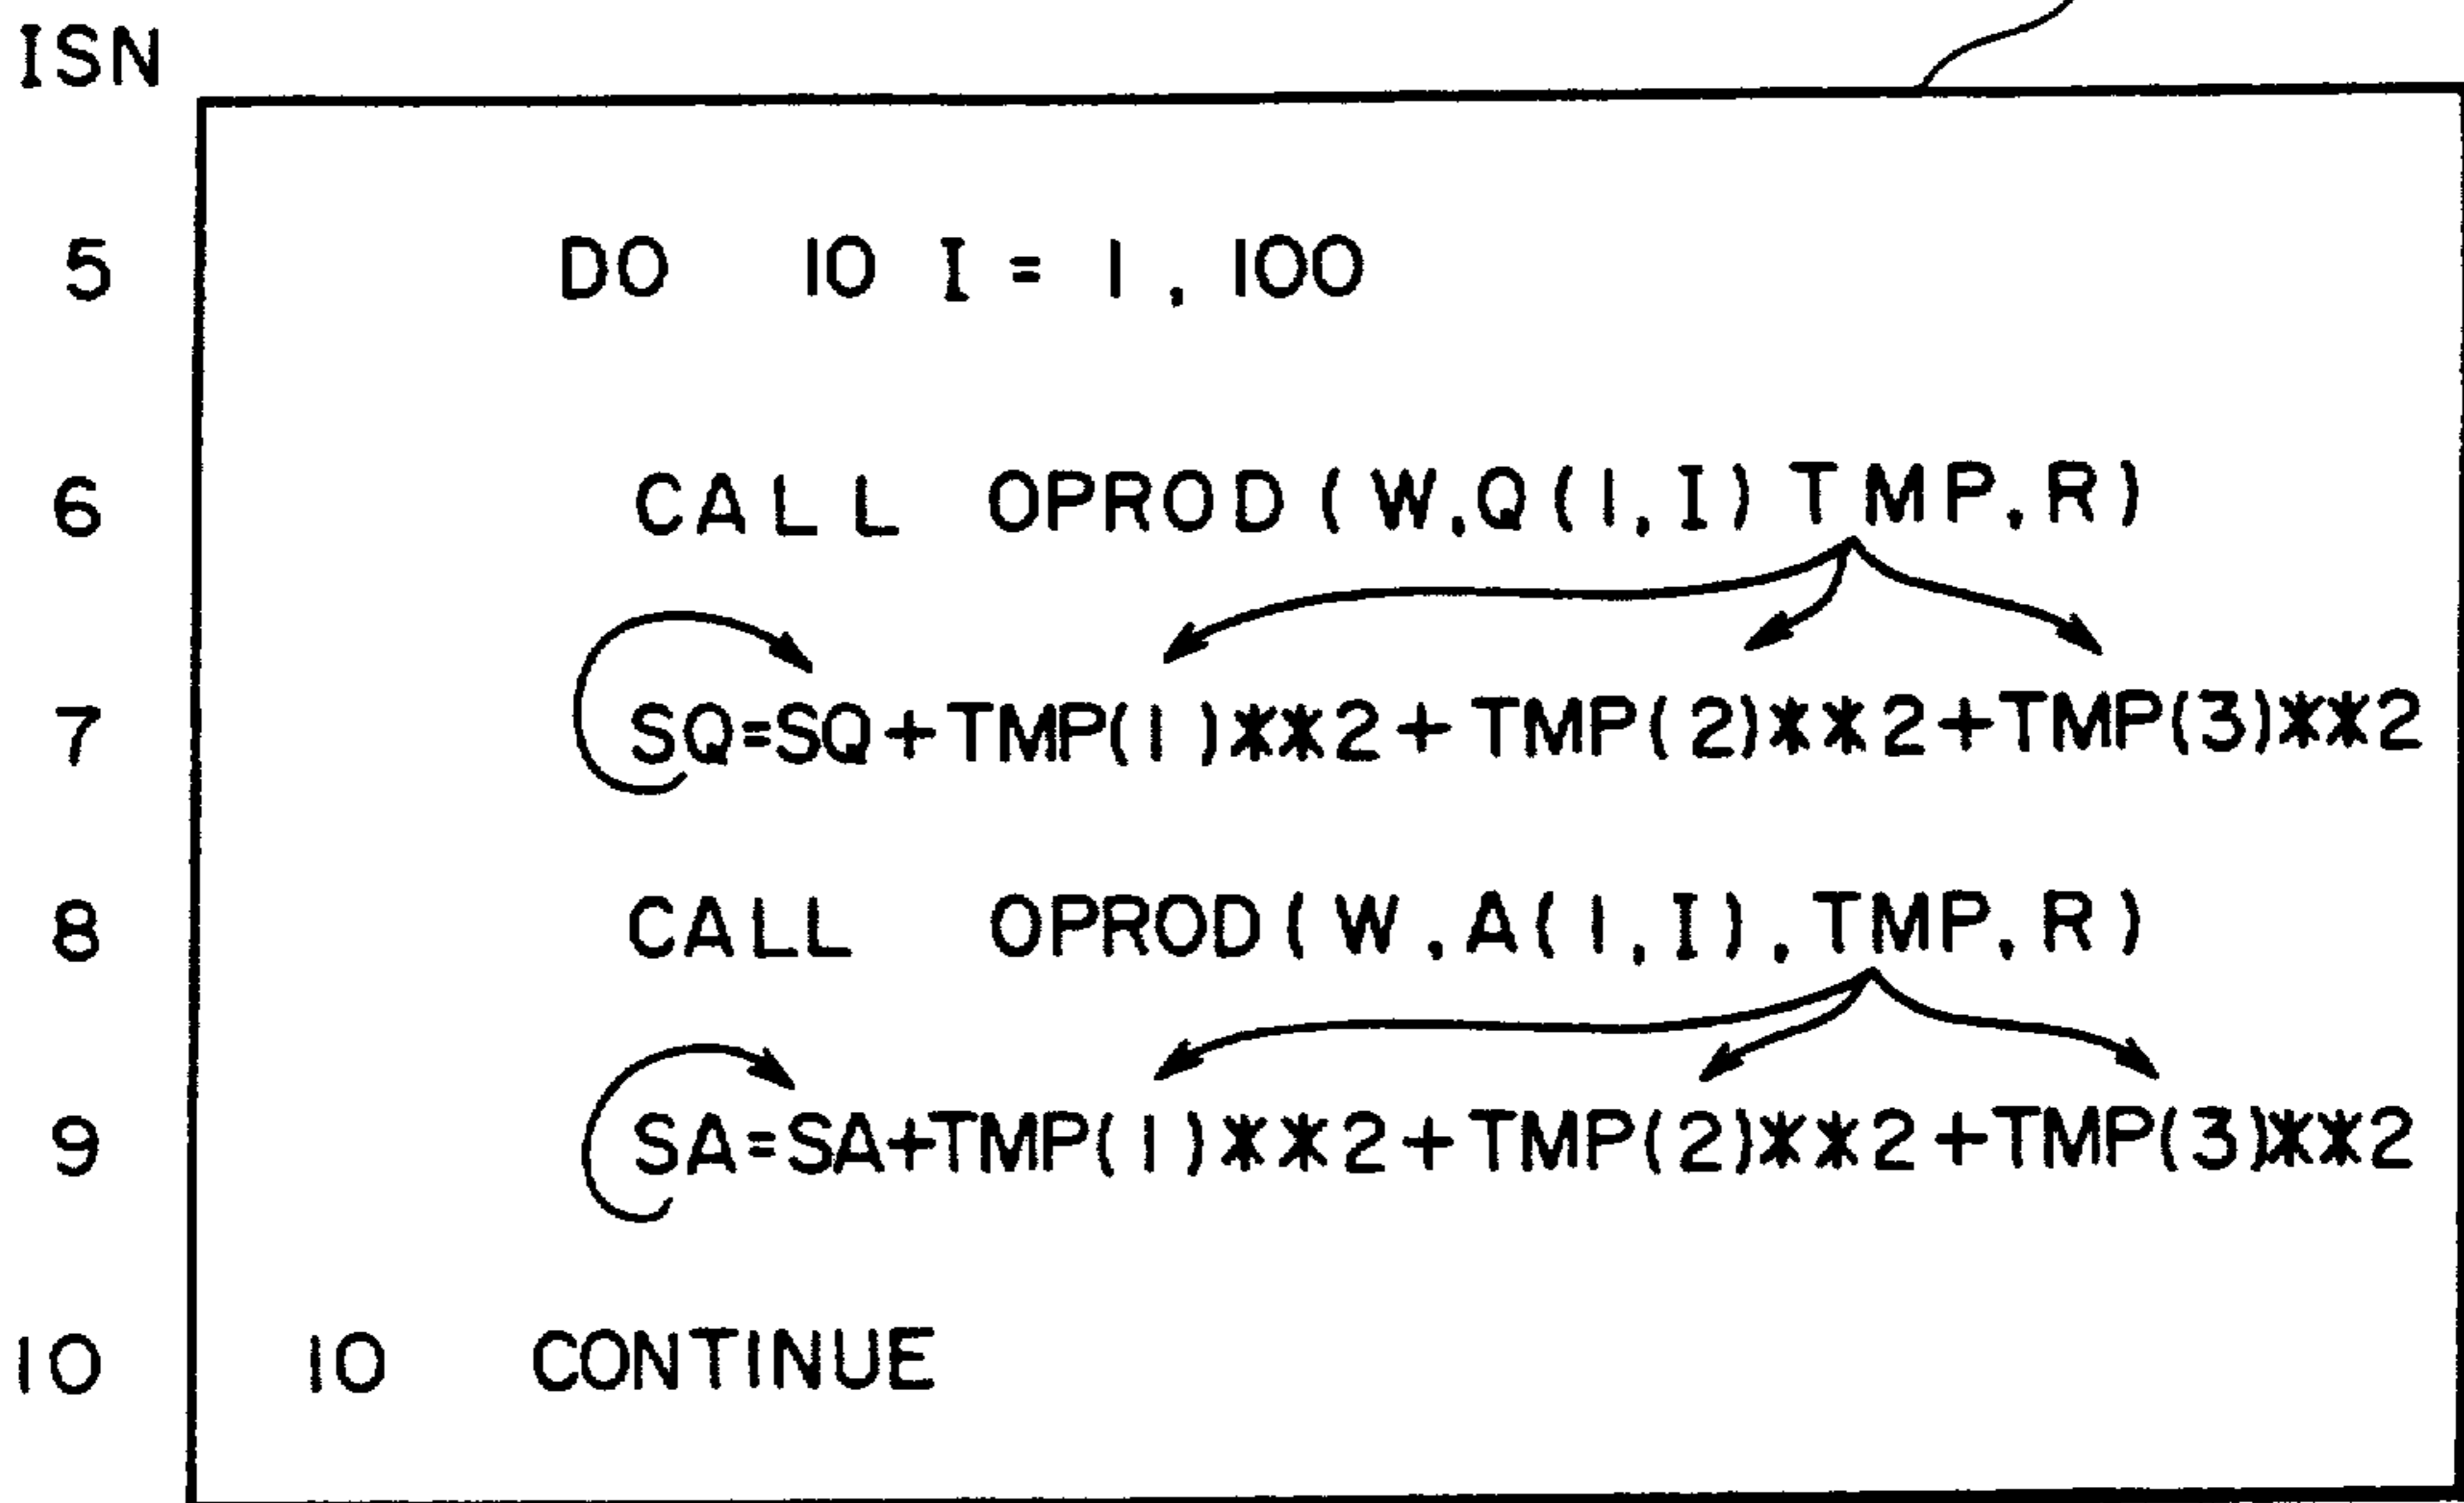 ISN
5 DO 10 I = 1 , 100
6 CALL OPROD(W,Q(1,I) TMP,R)
7 SQ=SQ+TMP(1)**2+TMP(2)**2+TMP(3)**2
8 CALL OPROD(W,A(1,I),TMP,R)
9 SA=SA+TMP(1)**2+TMP(2)**2+TMP(3)**2
10 10 CONTINUE